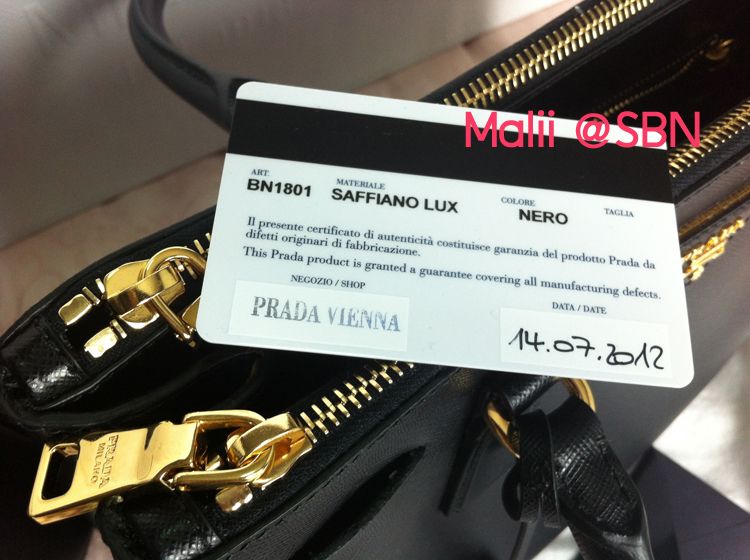 Malii @SBN
ART.
BN1801
MATERIALE
SAFFIANO LUX
COLORE
NERO
TAGLIA
Il presente certificato di autenticità costituisce garanzia del prodotto Prada da
difetti originari di fabbricazione.
This Prada product is granted a guarantee covering all manufacturing defects.
NEGOZIO / SHOP
PRADA VIENNA
DATA / DATE
14.07.2012
PRADA
MILANO